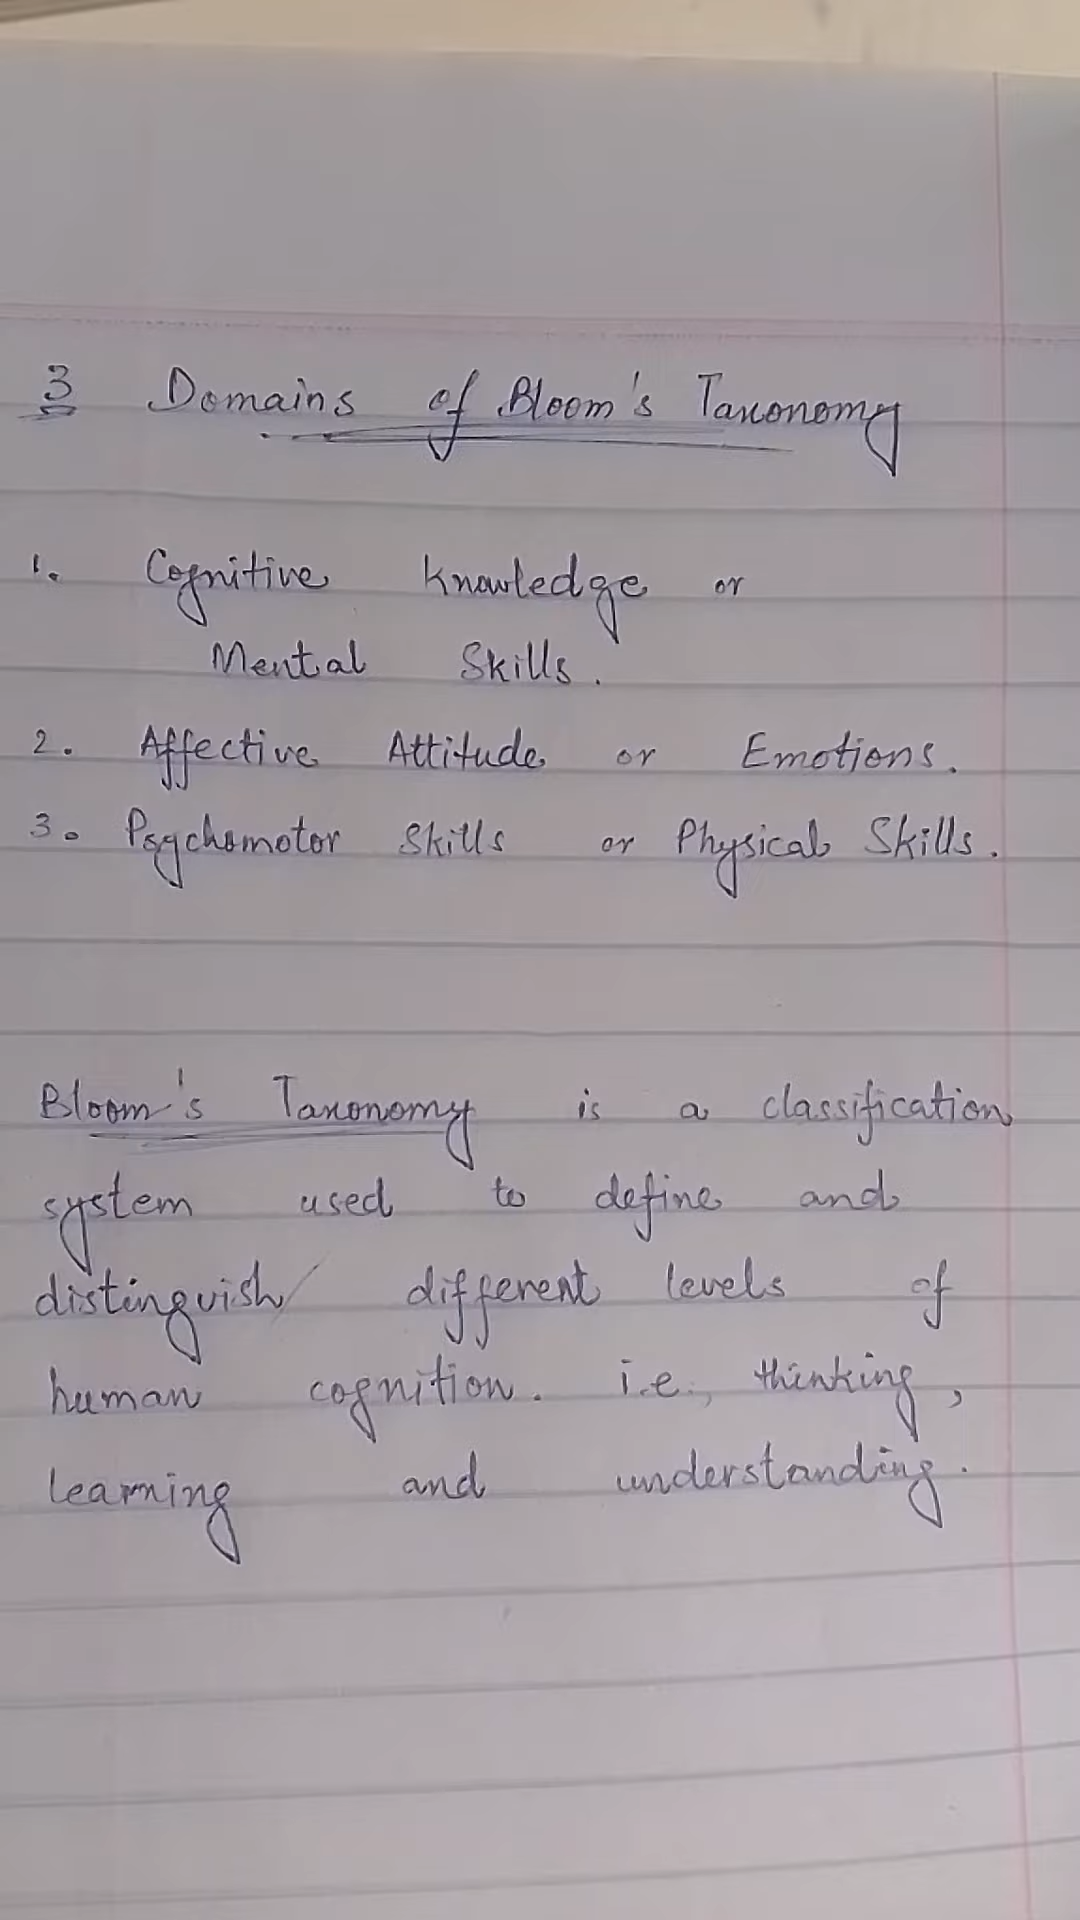 3 Domains of Bloom's Taxonomy
1. Cognitive Knowledge or
Mental Skills.
2. Affective Attitude or Emotions.
3. Psychomotor Skills or Physical Skills.
Bloom's Taxonomy is a classification
system used to define and
distinguish different levels of
human cognition. i.e., thinking,
learning and understanding.